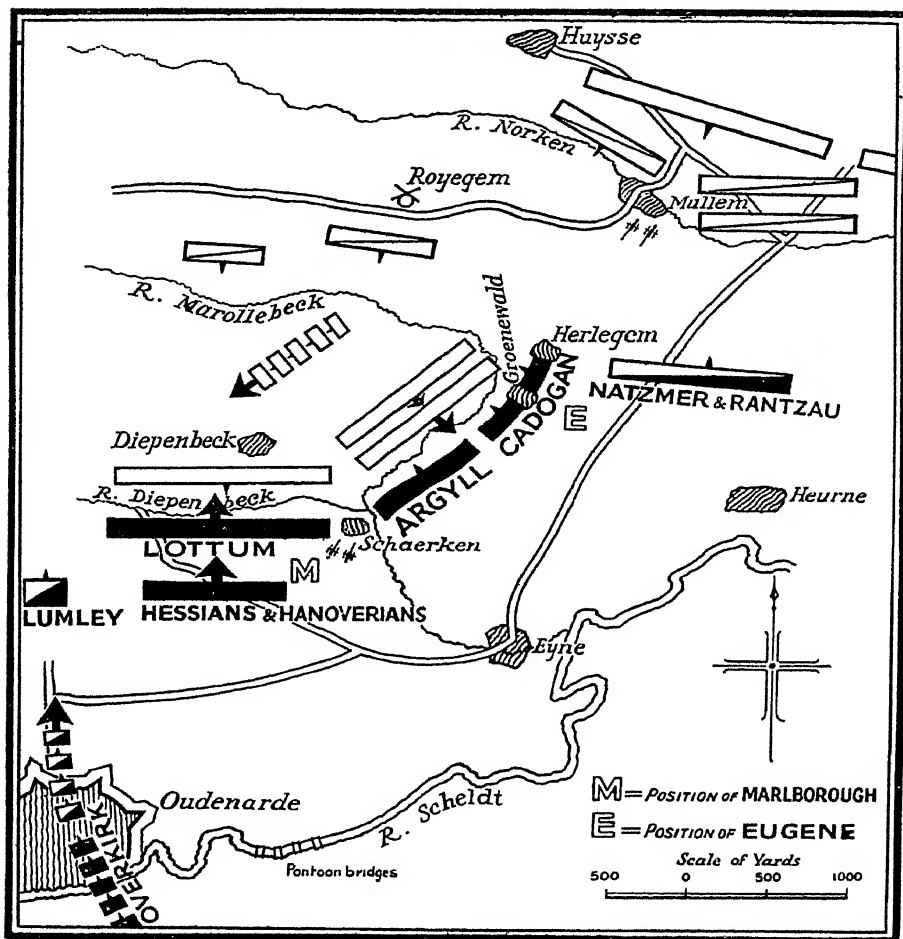 Huysse
R. Norken
Royegem
Mullem
R. Marollebeck
Groenewald
Herlegem
CADOGAN
E
NATZMER & RANTZAU
Diepenbeck
ARGYLL
Heurne
R. Diepenbeck
Schaerken
LOTTUM
M
LUMLEY
HESSIANS & HANOVERIANS
Eyne
Oudenarde
R. Scheldt
OVERKIRK
Pontoon bridges
M = POSITION OF MARLBOROUGH
E = POSITION OF EUGENE
Scale of Yards
500 0 500 1000